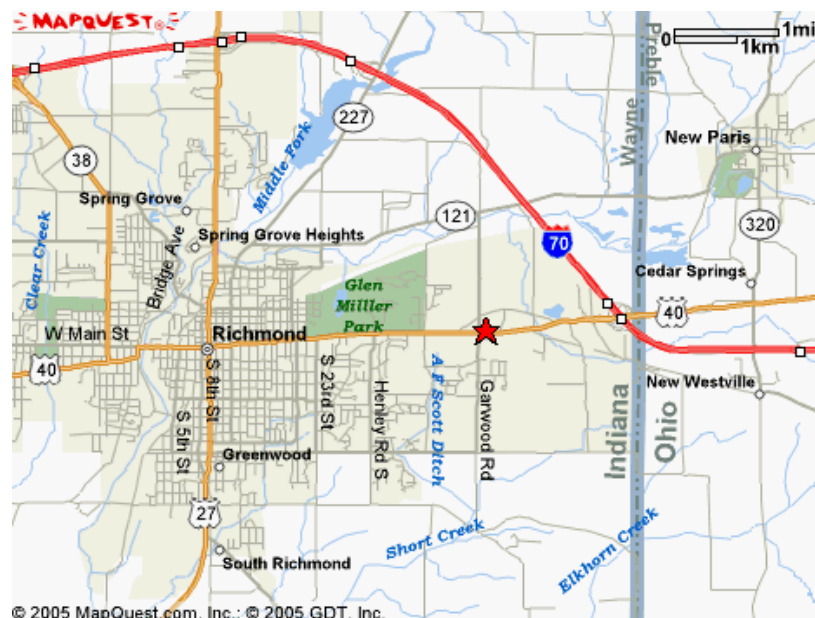 MAPQUEST
0 1mi
1km
Preble
Wayne
227
38
Middle Fork
New Paris
Spring Grove
121
320
Bridge Ave
Spring Grove Heights
70
Clear Creek
Cedar Springs
Glen
Milller
Park
40
W Main St
Richmond
40
S 8th St
S 23rd St
Henley Rd S
A F Scott Ditch
Garwood Rd
New Westville
S 5th St
Indiana
Ohio
Greenwood
27
Short Creek
Elkhorn Creek
South Richmond
© 2005 MapQuest.com, Inc.; © 2005 GDT, Inc.